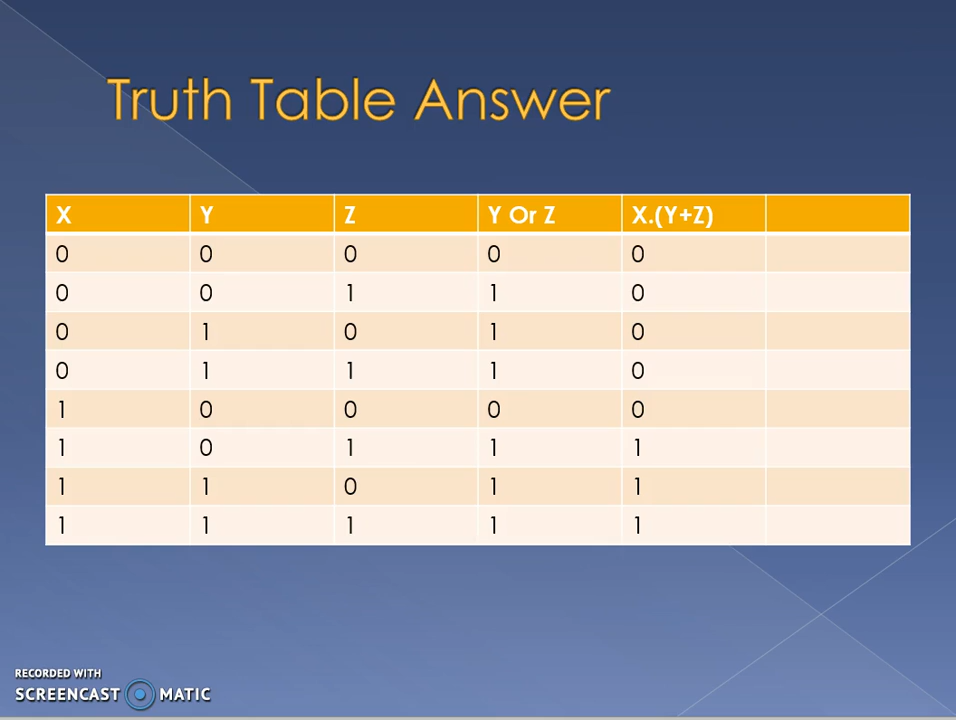 Truth Table Answer
X Y Z Y Or Z X.(Y+Z)
0 0 0 0 0
0 0 1 1 0
0 1 0 1 0
0 1 1 1 0
1 0 0 0 0
1 0 1 1 1
1 1 0 1 1
1 1 1 1 1
RECORDED WITH
SCREENCAST MATIC